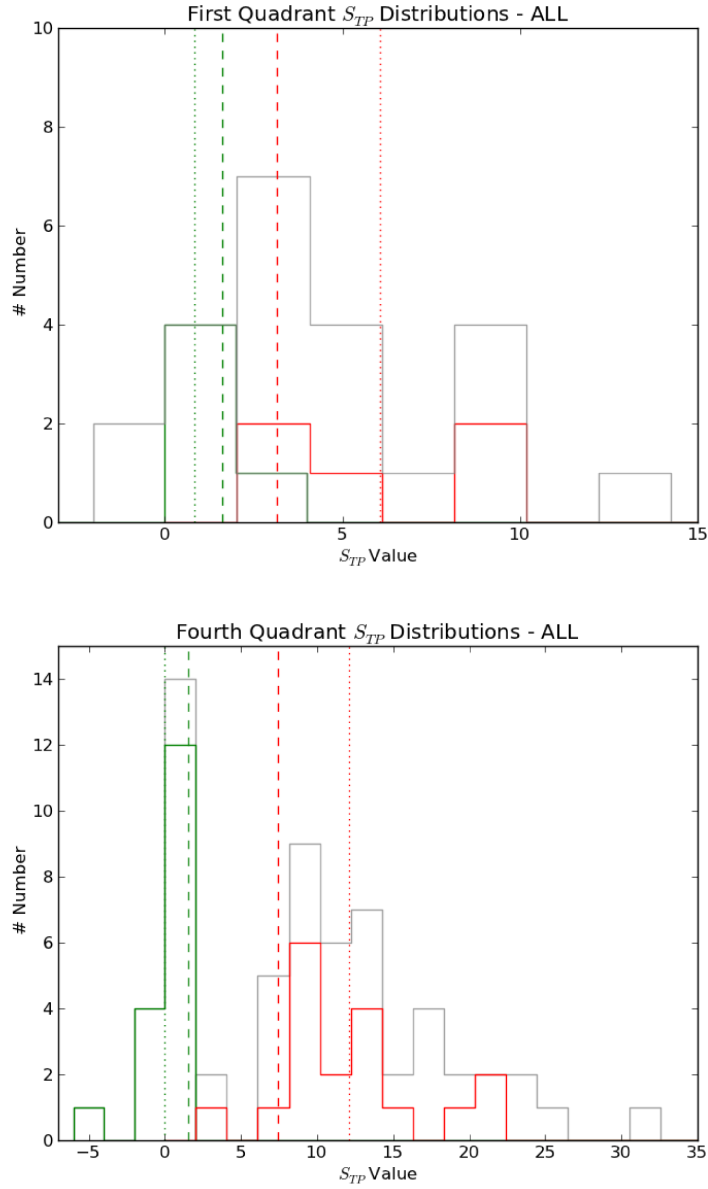 First Quadrant S_TP Distributions - ALL
10
8
6
4
2
0
# Number
0 5 10 15
S_TP Value
Fourth Quadrant S_TP Distributions - ALL
14
12
10
8
6
4
2
0
# Number
−5 0 5 10 15 20 25 30 35
S_TP Value